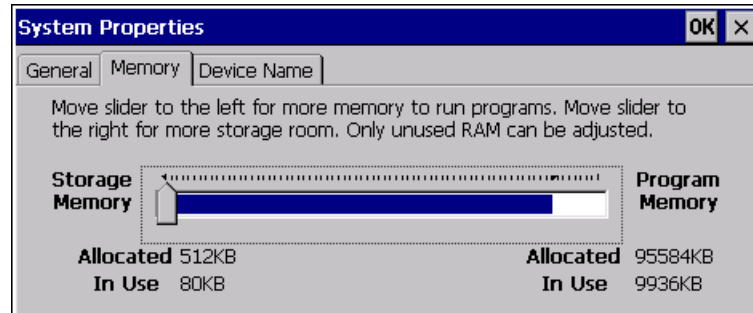 System Properties OK ×
General Memory Device Name
Move slider to the left for more memory to run programs. Move slider to
the right for more storage room. Only unused RAM can be adjusted.
Storage Program
Memory Memory
Allocated 512KB Allocated 95584KB
In Use 80KB In Use 9936KB